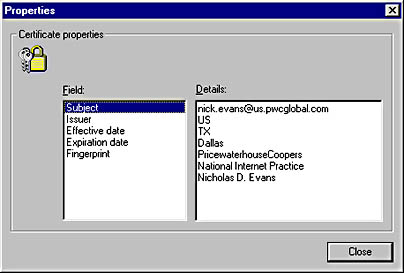 Properties
Certificate properties
Field:
Subject
Issuer
Effective date
Expiration date
Fingerprint
Details:
nick.evans@us.pwcglobal.com
US
TX
Dallas
PricewaterhouseCoopers
National Internet Practice
Nicholas D. Evans
Close